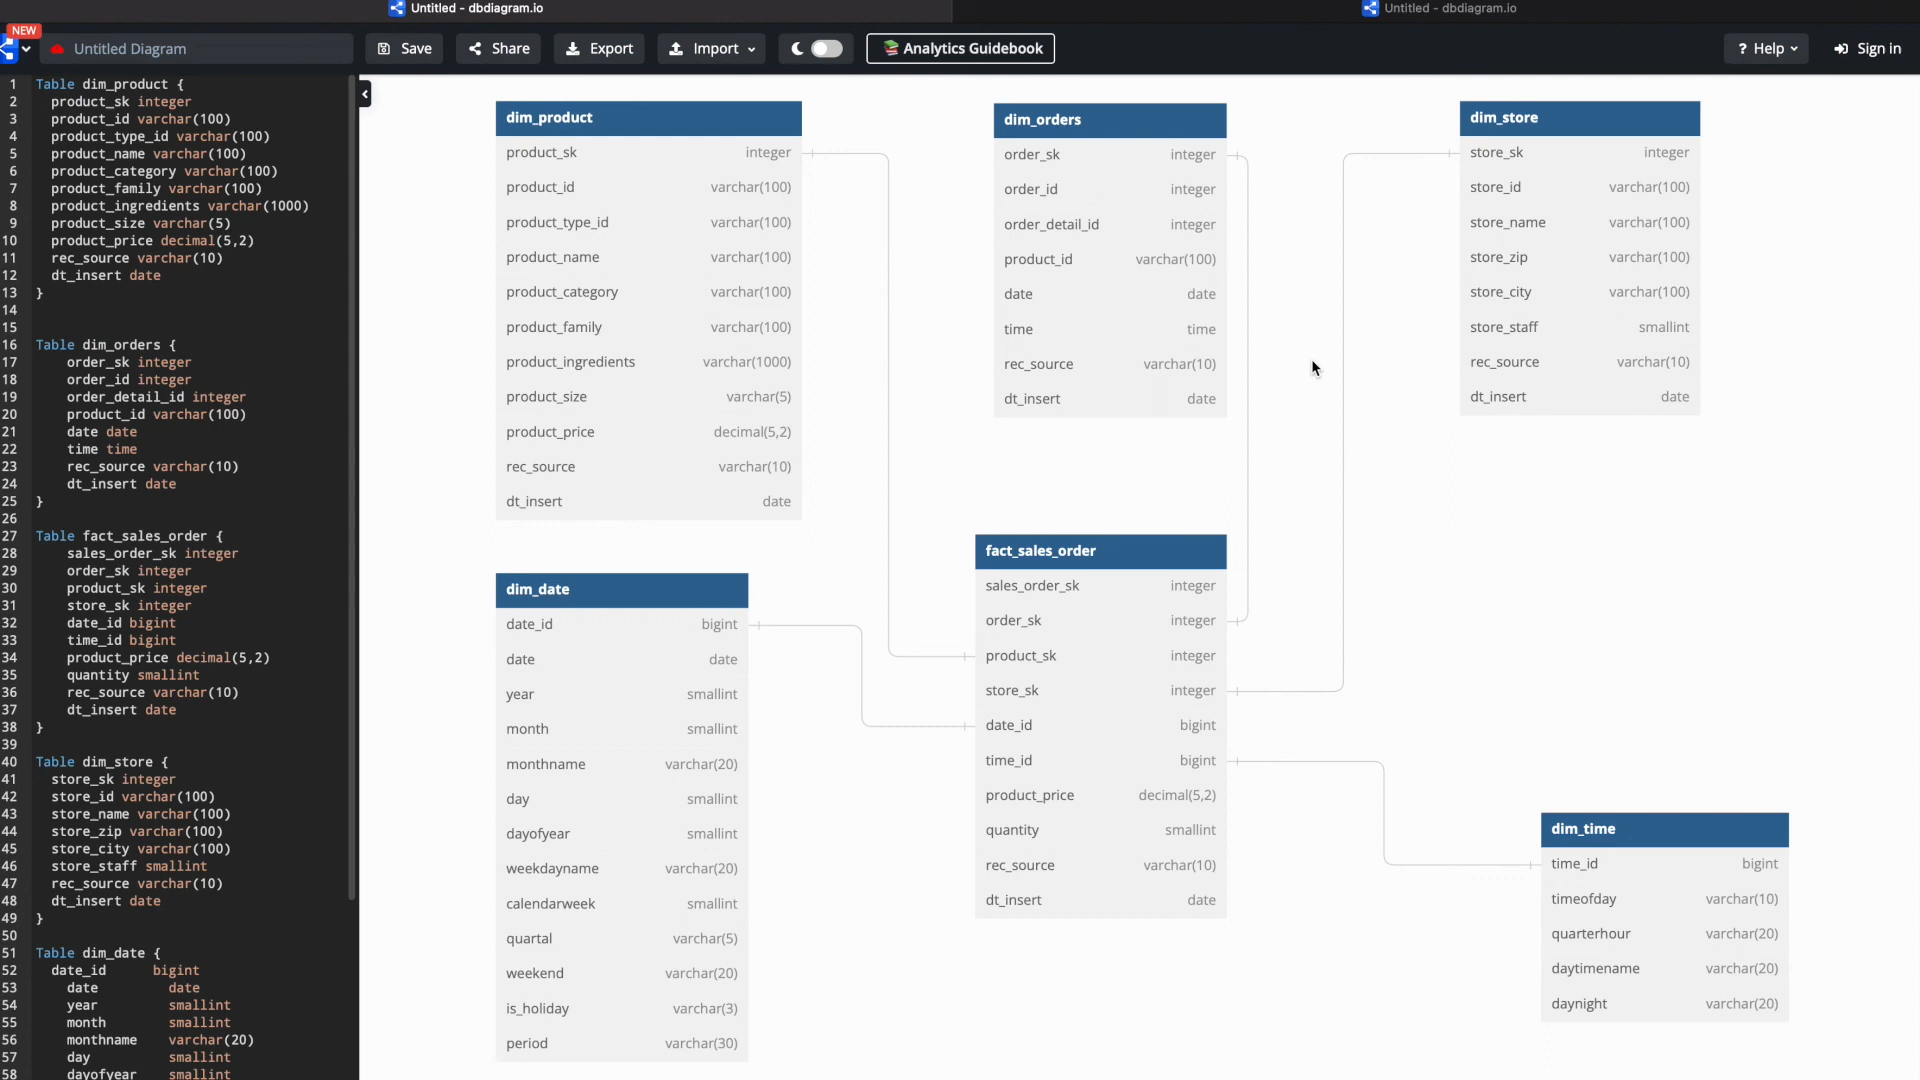 Untitled - dbdiagram.io
Untitled - dbdiagram.io
NEW
Untitled Diagram
Save
Share
Export
Import
📚 Analytics Guidebook
? Help
Sign in
1 Table dim_product {
2 product_sk integer
3 product_id varchar(100)
4 product_type_id varchar(100)
5 product_name varchar(100)
6 product_category varchar(100)
7 product_family varchar(100)
8 product_ingredients varchar(1000)
9 product_size varchar(5)
10 product_price decimal(5,2)
11 rec_source varchar(10)
12 dt_insert date
13 }
14
15
16 Table dim_orders {
17 order_sk integer
18 order_id integer
19 order_detail_id integer
20 product_id varchar(100)
21 date date
22 time time
23 rec_source varchar(10)
24 dt_insert date
25 }
26
27 Table fact_sales_order {
28 sales_order_sk integer
29 order_sk integer
30 product_sk integer
31 store_sk integer
32 date_id bigint
33 time_id bigint
34 product_price decimal(5,2)
35 quantity smallint
36 rec_source varchar(10)
37 dt_insert date
38 }
39
40 Table dim_store {
41 store_sk integer
42 store_id varchar(100)
43 store_name varchar(100)
44 store_zip varchar(100)
45 store_city varchar(100)
46 store_staff smallint
47 rec_source varchar(10)
48 dt_insert date
49 }
50
51 Table dim_date {
52 date_id bigint
53 date date
54 year smallint
55 month smallint
56 monthname varchar(20)
57 day smallint
58 dayofyear smallint
dim_product
product_sk integer
product_id varchar(100)
product_type_id varchar(100)
product_name varchar(100)
product_category varchar(100)
product_family varchar(100)
product_ingredients varchar(1000)
product_size varchar(5)
product_price decimal(5,2)
rec_source varchar(10)
dt_insert date
dim_orders
order_sk integer
order_id integer
order_detail_id integer
product_id varchar(100)
date date
time time
rec_source varchar(10)
dt_insert date
dim_store
store_sk integer
store_id varchar(100)
store_name varchar(100)
store_zip varchar(100)
store_city varchar(100)
store_staff smallint
rec_source varchar(10)
dt_insert date
dim_date
date_id bigint
date date
year smallint
month smallint
monthname varchar(20)
day smallint
dayofyear smallint
weekdayname varchar(20)
calendarweek smallint
quartal varchar(5)
weekend varchar(20)
is_holiday varchar(3)
period varchar(30)
fact_sales_order
sales_order_sk integer
order_sk integer
product_sk integer
store_sk integer
date_id bigint
time_id bigint
product_price decimal(5,2)
quantity smallint
rec_source varchar(10)
dt_insert date
dim_time
time_id bigint
timeofday varchar(10)
quarterhour varchar(20)
daytimename varchar(20)
daynight varchar(20)